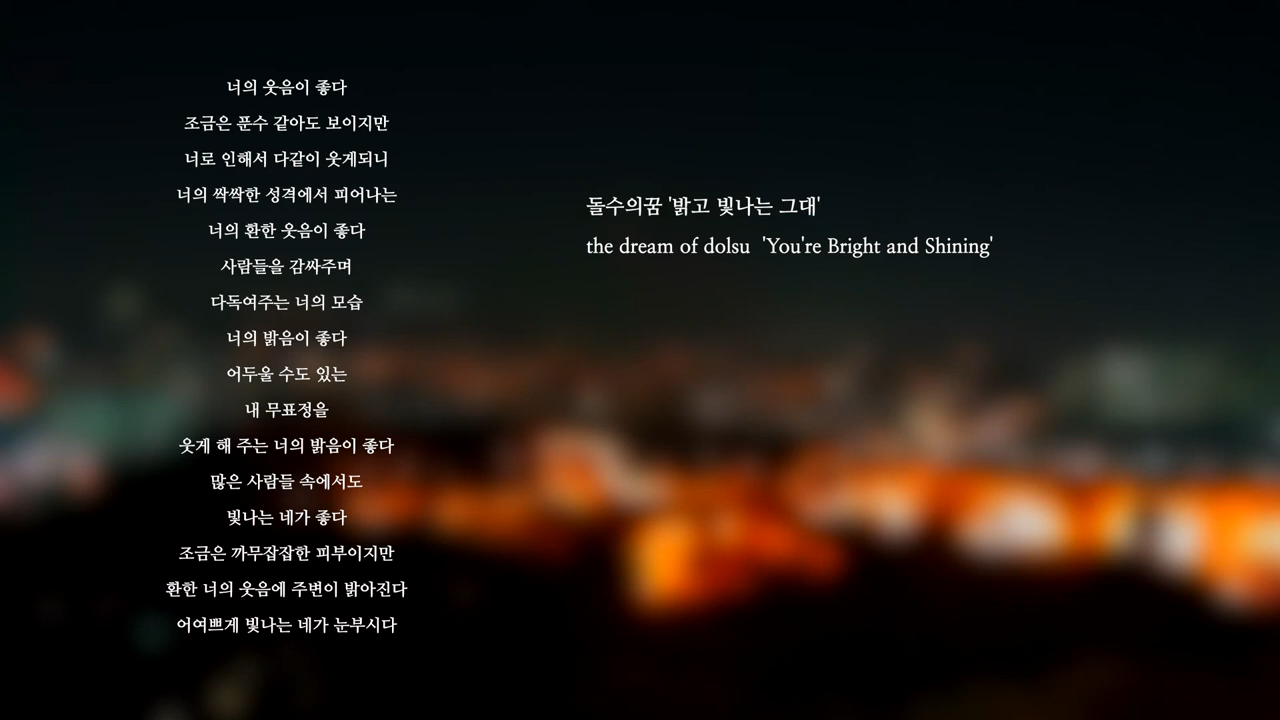 너의 웃음이 좋다
조금은 푼수 같아도 보이지만
너로 인해서 다같이 웃게되니
너의 싹싹한 성격에서 피어나는
너의 환한 웃음이 좋다
사람들을 감싸주며
다독여주는 너의 모습
너의 밝음이 좋다
어두울 수도 있는
내 무표정을
웃게 해 주는 너의 밝음이 좋다
많은 사람들 속에서도
빛나는 네가 좋다
조금은 까무잡잡한 피부이지만
환한 너의 웃음에 주변이 밝아진다
어여쁘게 빛나는 네가 눈부시다
돌수의꿈 '밝고 빛나는 그대'
the dream of dolsu 'You're Bright and Shining'